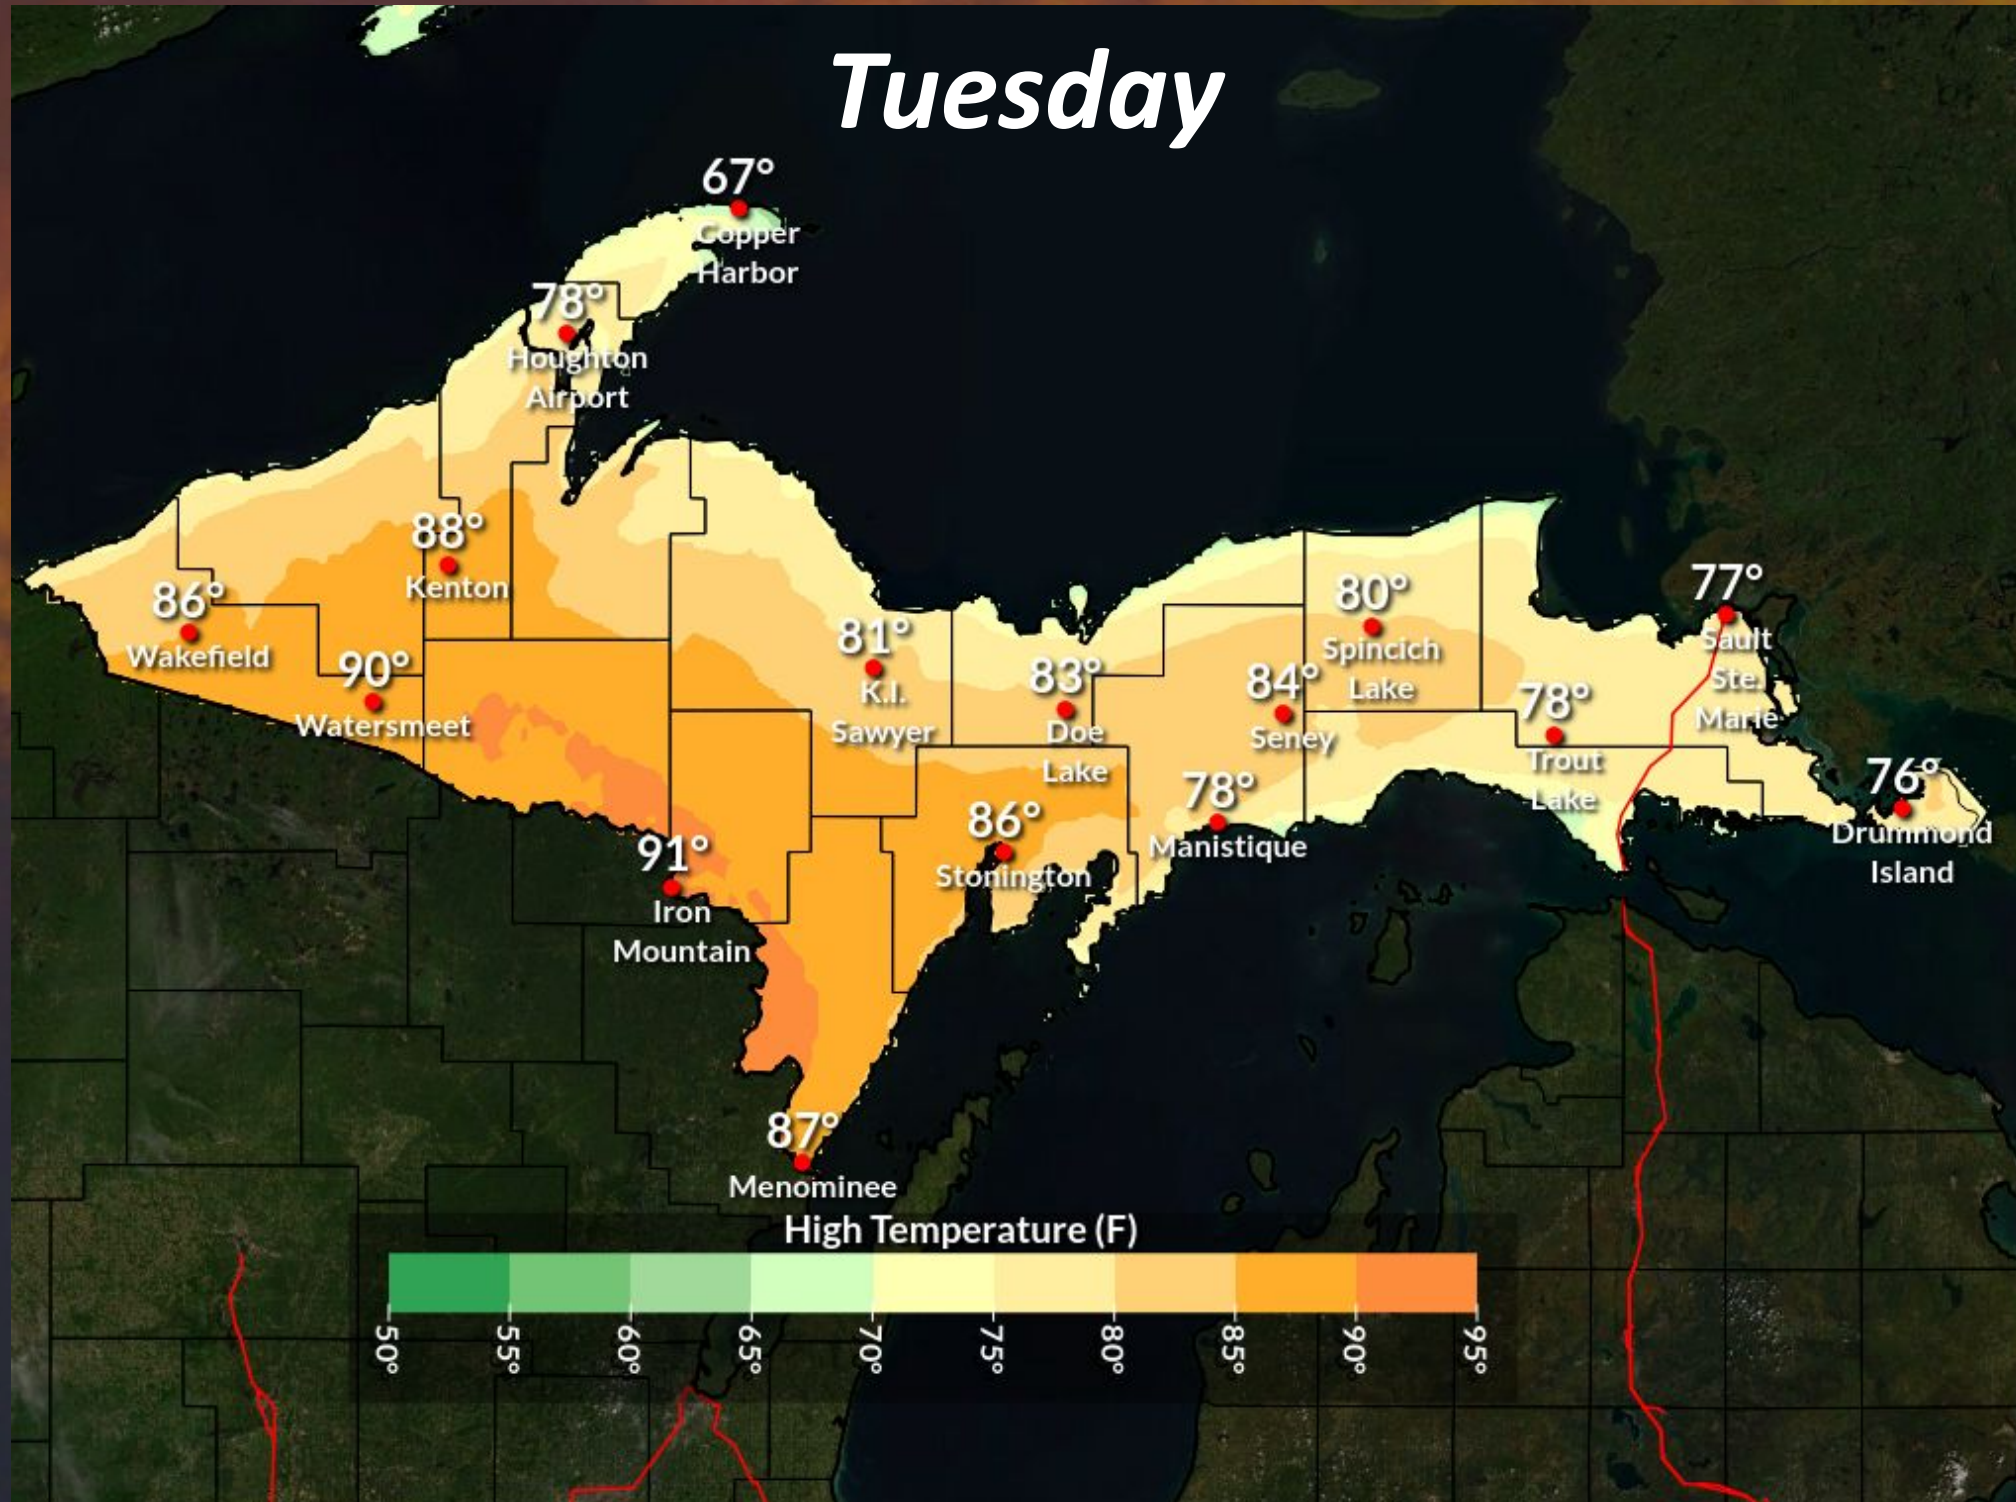 Tuesday
67°
Copper
Harbor
78°
Houghton
Airport
88°
Kenton
86°
Wakefield
90°
Watersmeet
81°
K.I.
Sawyer
83°
Doe
Lake
84°
Seney
80°
Spincich
Lake
78°
Trout
Lake
77°
Sault
Ste.
Marie
76°
Drummond
Island
78°
Manistique
86°
Stonington
91°
Iron
Mountain
87°
Menominee
High Temperature (F)
50°
55°
60°
65°
70°
75°
80°
85°
90°
95°